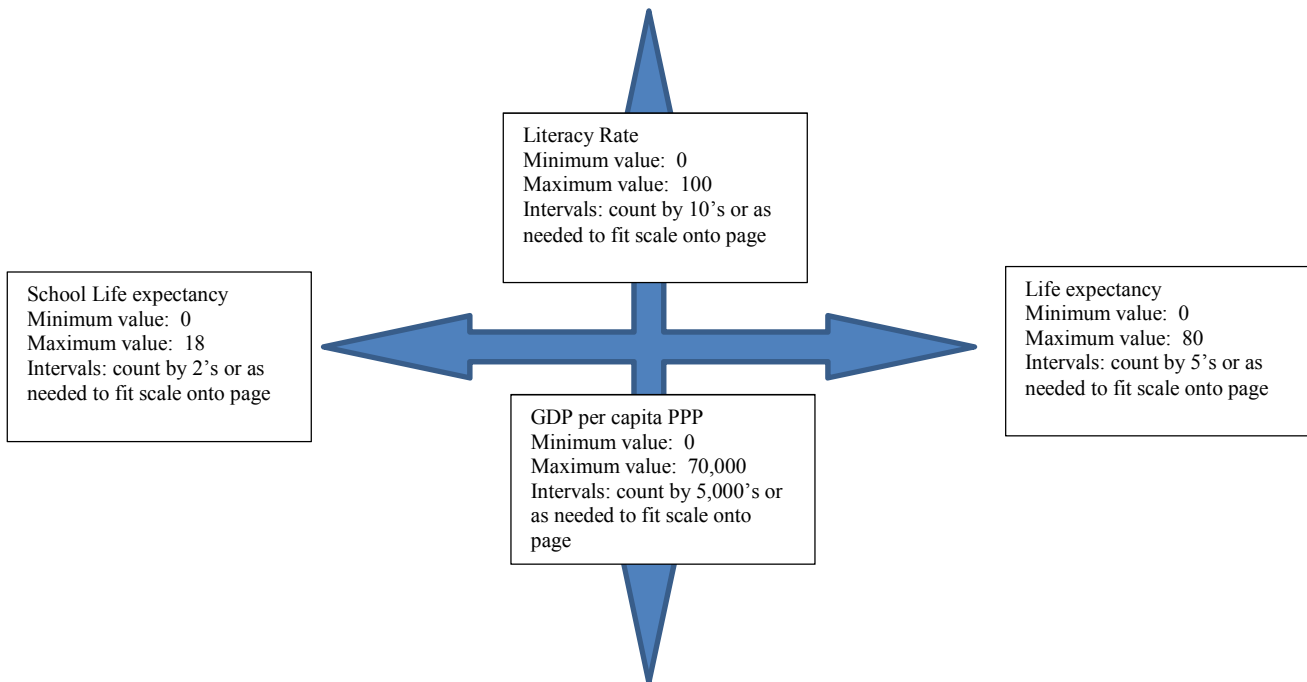 Literacy Rate
Minimum value:  0
Maximum value:  100
Intervals: count by 10’s or as
needed to fit scale onto page
School Life expectancy
Minimum value:  0
Maximum value:  18
Intervals: count by 2’s or as
needed to fit scale onto page
Life expectancy
Minimum value:  0
Maximum value:  80
Intervals: count by 5’s or as
needed to fit scale onto page
GDP per capita PPP
Minimum value:  0
Maximum value:  70,000
Intervals: count by 5,000’s or
as needed to fit scale onto
page